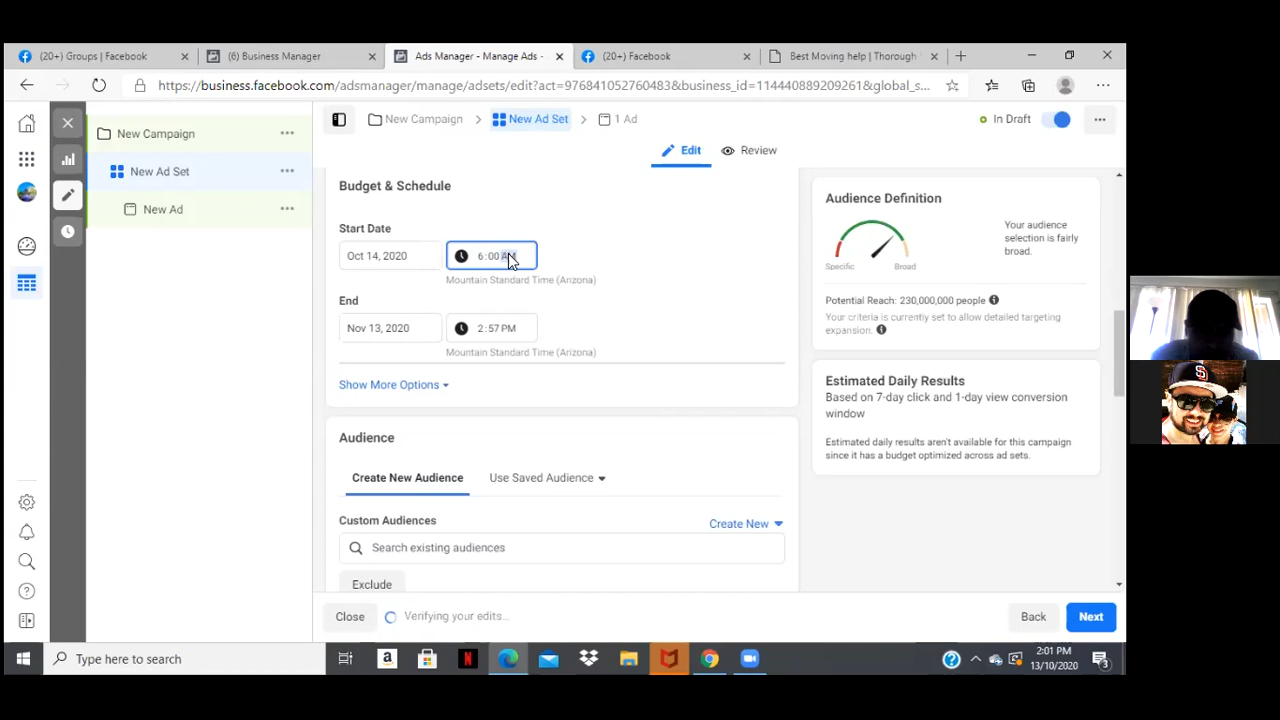 (20+) Groups | Facebook
(6) Business Manager
Ads Manager - Manage Ads -
(20+) Facebook
Best Moving help | Thorough
https://business.facebook.com/adsmanager/manage/adsets/edit?act=976841052760483&business_id=114440889209261&global_s...
New Campaign
New Ad Set
1 Ad
In Draft
New Campaign
New Ad Set
New Ad
Edit
Review
Budget & Schedule
Start Date
Oct 14, 2020
6:00 AM
Mountain Standard Time (Arizona)
End
Nov 13, 2020
2:57 PM
Mountain Standard Time (Arizona)
Show More Options
Audience
Create New Audience
Use Saved Audience
Custom Audiences
Create New
Search existing audiences
Exclude
Audience Definition
Specific
Broad
Your audience
selection is fairly
broad.
Potential Reach: 230,000,000 people
Your criteria is currently set to allow detailed targeting
expansion.
Estimated Daily Results
Based on 7-day click and 1-day view conversion
window
Estimated daily results aren't available for this campaign
since it has a budget optimized across ad sets.
Close
Verifying your edits...
Back
Next
Type here to search
2:01 PM
13/10/2020
3